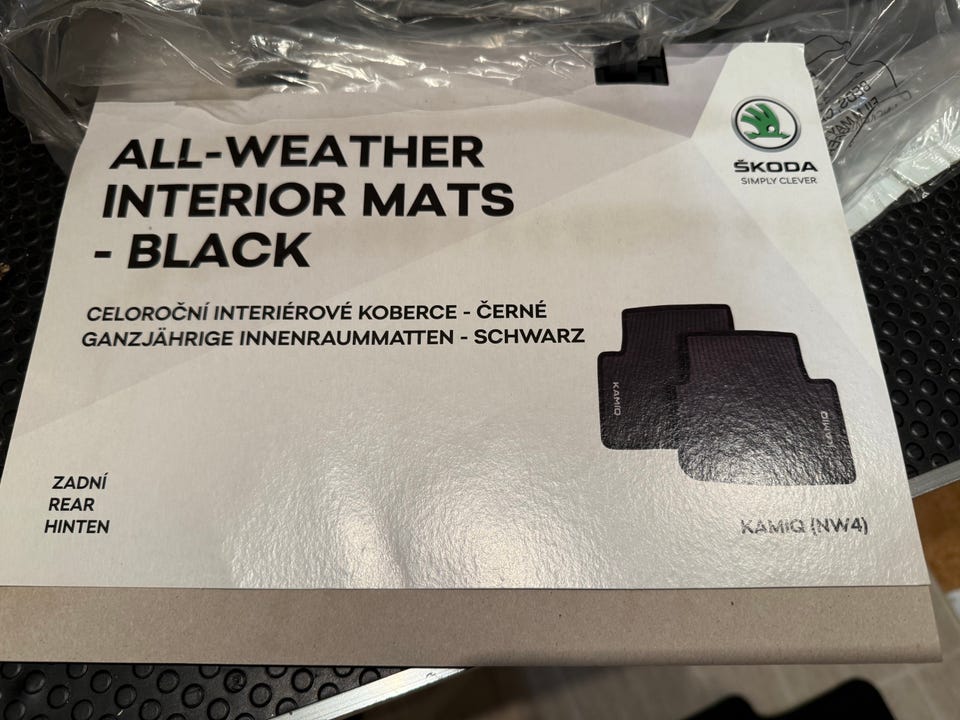 ALL-WEATHER
INTERIOR MATS
- BLACK
ŠKODA
SIMPLY CLEVER
CELOROČNÍ INTERIÉROVÉ KOBERCE - ČERNÉ
GANZJÄHRIGE INNENRAUMMATTEN - SCHWARZ
KAMIQ
KAMIQ
ZADNÍ
REAR
HINTEN
KAMIQ (NW4)